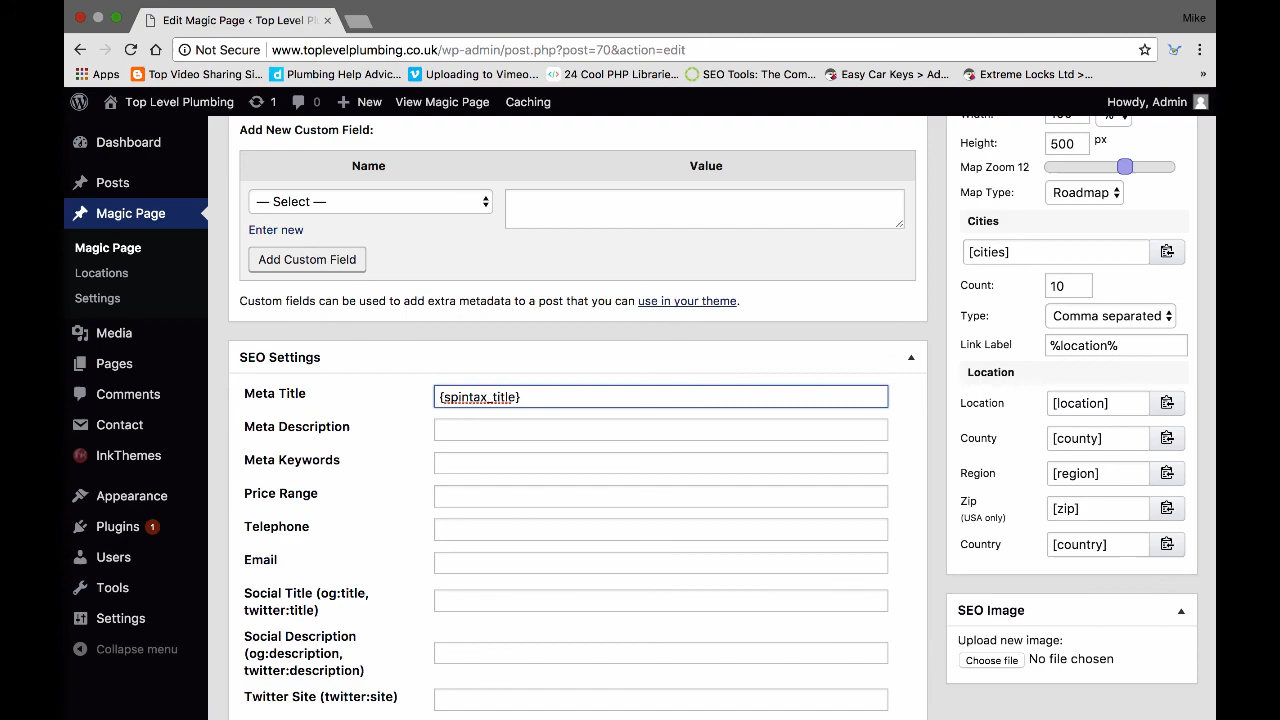 Edit Magic Page ‹ Top Level Pl
Mike
Not Secure
www.toplevelplumbing.co.uk/wp-admin/post.php?post=70&action=edit
Apps
Top Video Sharing Si...
Plumbing Help Advic...
Uploading to Vimeo...
24 Cool PHP Librarie...
SEO Tools: The Com...
Easy Car Keys > Ad...
Extreme Locks Ltd >...
»
Top Level Plumbing
1
0
New
View Magic Page
Caching
Howdy, Admin
Dashboard
Posts
Magic Page
Magic Page
Locations
Settings
Media
Pages
Comments
Contact
InkThemes
Appearance
Plugins 1
Users
Tools
Settings
Collapse menu
Add New Custom Field:
Name
Value
— Select —
Enter new
Add Custom Field
Custom fields can be used to add extra metadata to a post that you can use in your theme.
SEO Settings
Meta Title
{spintax_title}
Meta Description
Meta Keywords
Price Range
Telephone
Email
Social Title (og:title,
twitter:title)
Social Description
(og:description,
twitter:description)
Twitter Site (twitter:site)
%
Height:
500
px
Map Zoom 12
Map Type:
Roadmap
Cities
[cities]
Count:
10
Type:
Comma separated
Link Label
%location%
Location
Location
[location]
County
[county]
Region
[region]
Zip
(USA only)
[zip]
Country
[country]
SEO Image
Upload new image:
Choose file
No file chosen